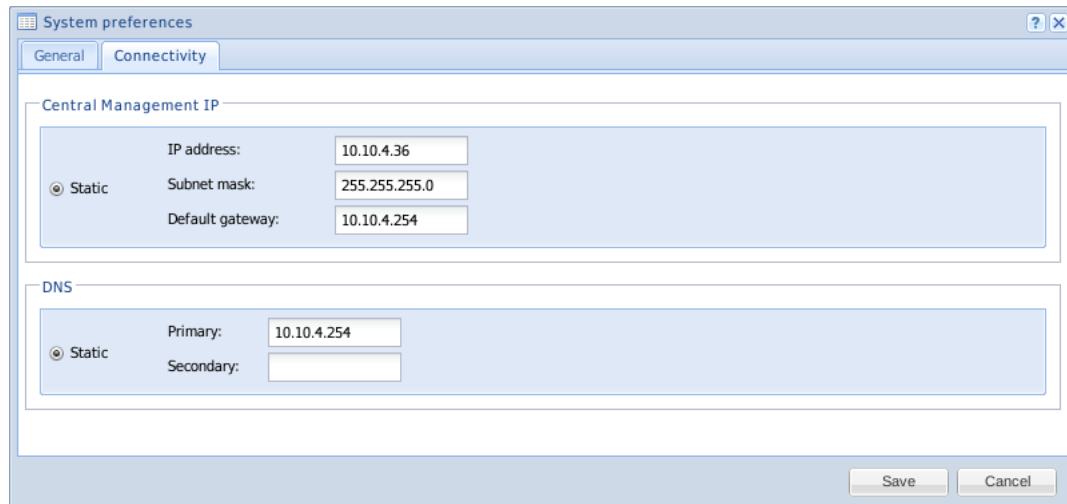 System preferences
General Connectivity
Central Management IP
IP address: 10.10.4.36
Static Subnet mask: 255.255.255.0
Default gateway: 10.10.4.254
DNS
Primary: 10.10.4.254
Static
Secondary:
Save Cancel